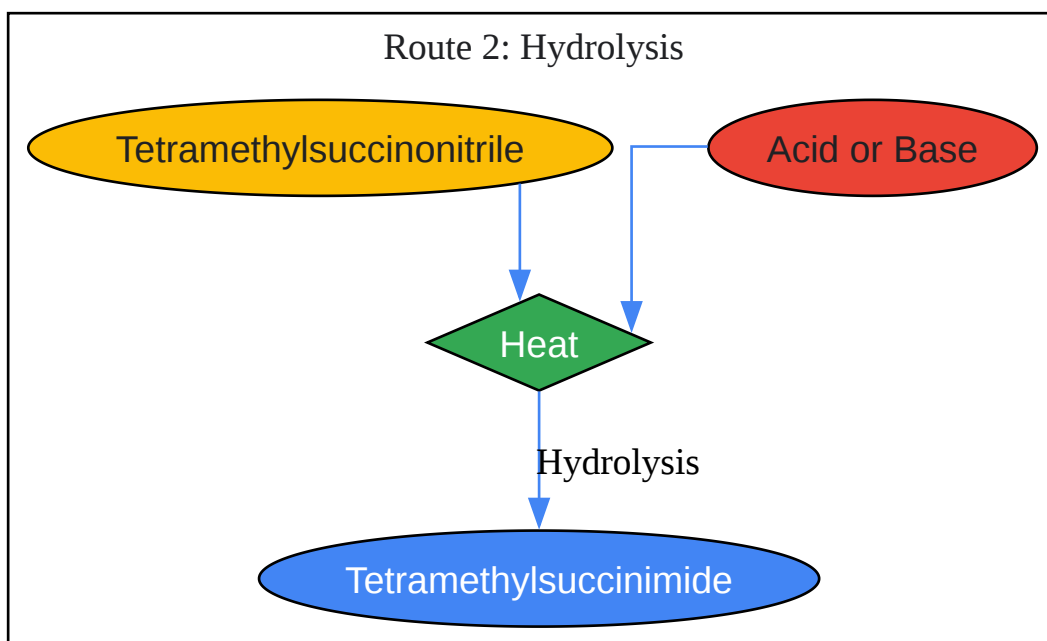 Route 2: Hydrolysis
Tetramethylsuccinonitrile
Acid or Base
Heat
Hydrolysis
Tetramethylsuccinimide